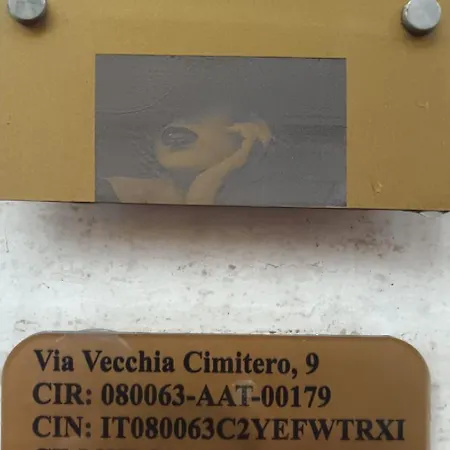 Via Vecchia Cimitero, 9
CIR: 080063-AAT-00179
CIN: IT080063C2YEFWTRXI